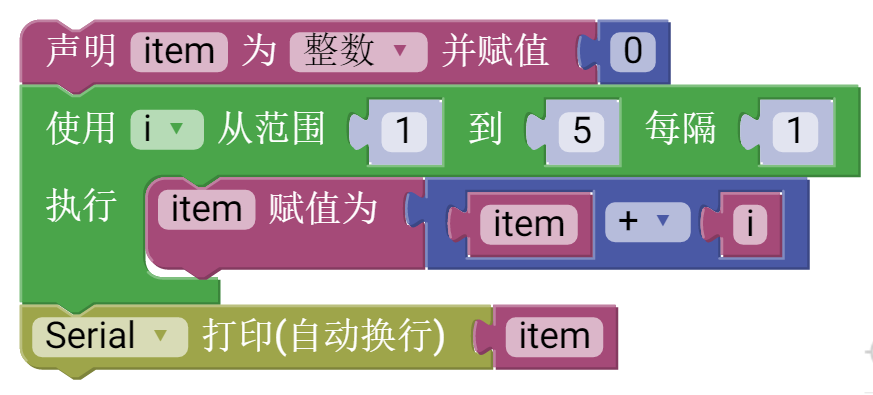 声明 item 为 整数 并赋值 0
使用 i 从范围 1 到 5 每隔 1
执行 item 赋值为 item + i
Serial 打印(自动换行) item